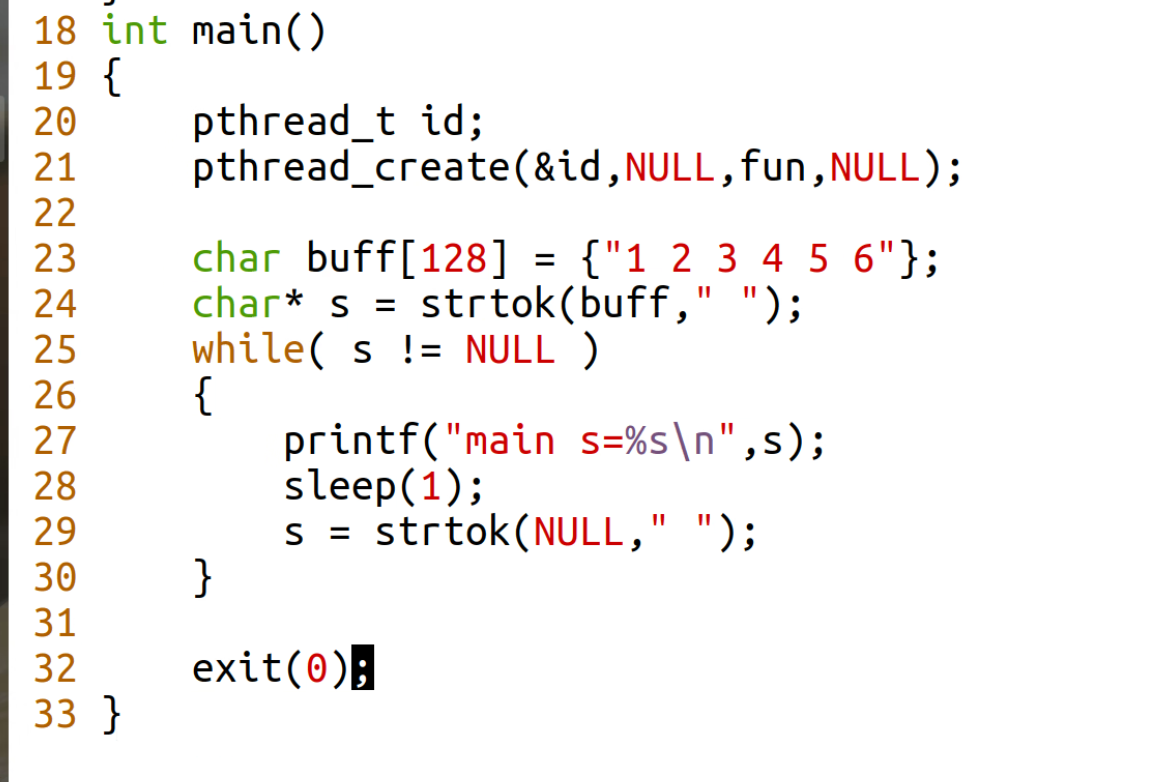 18 int main()
19 {
20     pthread_t id;
21     pthread_create(&id,NULL,fun,NULL);
22
23     char buff[128] = {"1 2 3 4 5 6"};
24     char* s = strtok(buff," ");
25     while( s != NULL )
26     {
27         printf("main s=%s\n",s);
28         sleep(1);
29         s = strtok(NULL," ");
30     }
31
32     exit(0);
33 }